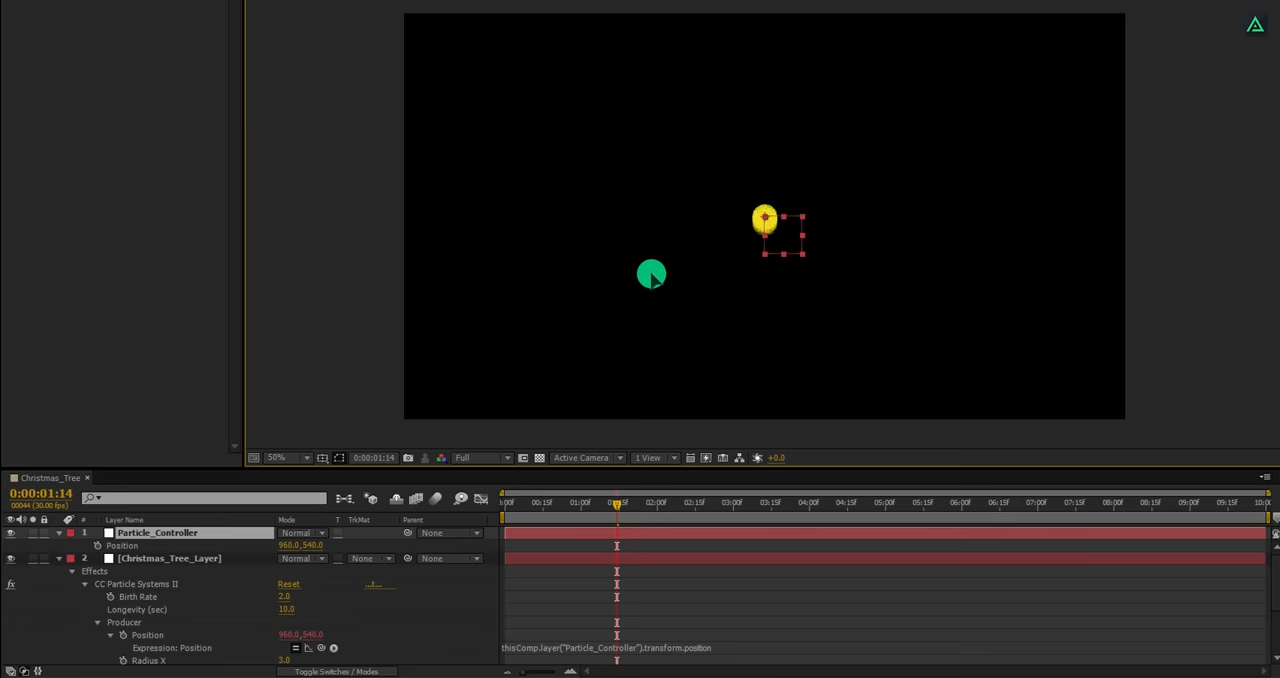 50%
0:00:01:14
Full
Active Camera
1 View
+0.0
Christmas_Tree ×
0:00:01:14
00044 (30.00 fps)
:00f 00:15f 01:00f 02:00f 02:15f 03:00f 03:15f 04:00f 04:15f 05:00f 05:15f 06:00f 06:15f 07:00f 07:15f 08:00f 08:15f 09:00f 09:15f 10:0
# Layer Name Mode T TrkMat Parent
1 Particle_Controller Normal None
Position 960.0,540.0
2 [Christmas_Tree_Layer] Normal None None
Effects
fx CC Particle Systems II Reset
Birth Rate 2.0
Longevity (sec) 10.0
Producer
Position 960.0,540.0
Expression: Position thisComp.layer("Particle_Controller").transform.position
Radius X 3.0
Toggle Switches / Modes